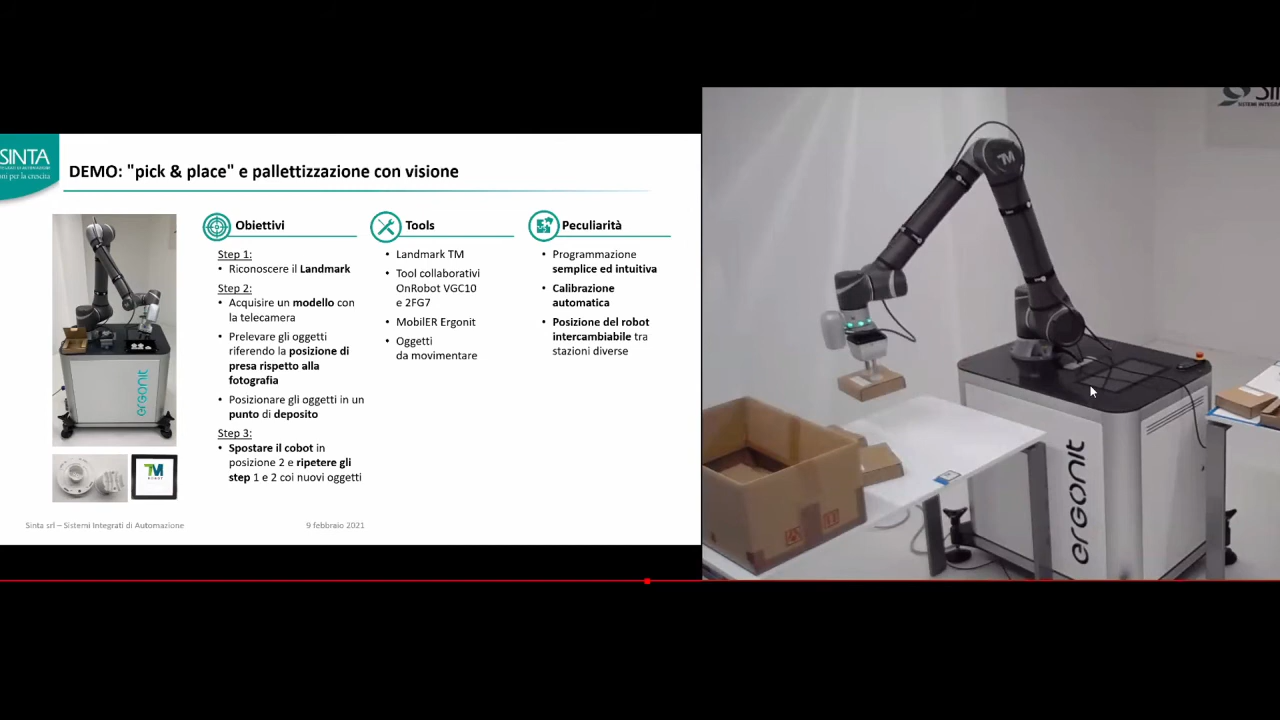 SINTA
oni per la crescita
DEMO: "pick & place" e pallettizzazione con visione
Obiettivi
Step 1:
• Riconoscere il Landmark
Step 2:
• Acquisire un modello con
la telecamera
• Prelevare gli oggetti
riferendo la posizione di
presa rispetto alla
fotografia
• Posizionare gli oggetti in un
punto di deposito
Step 3:
• Spostare il cobot in
posizione 2 e ripetere gli
step 1 e 2 coi nuovi oggetti
Tools
• Landmark TM
• Tool collaborativi
OnRobot VGC10
e 2FG7
• MobilER Ergonit
• Oggetti
da movimentare
Peculiarità
• Programmazione
semplice ed intuitiva
• Calibrazione
automatica
• Posizione del robot
intercambiabile tra
stazioni diverse
ergonit
TM
Sinta srl – Sistemi Integrati di Automazione
9 febbraio 2021
TM
ergonit